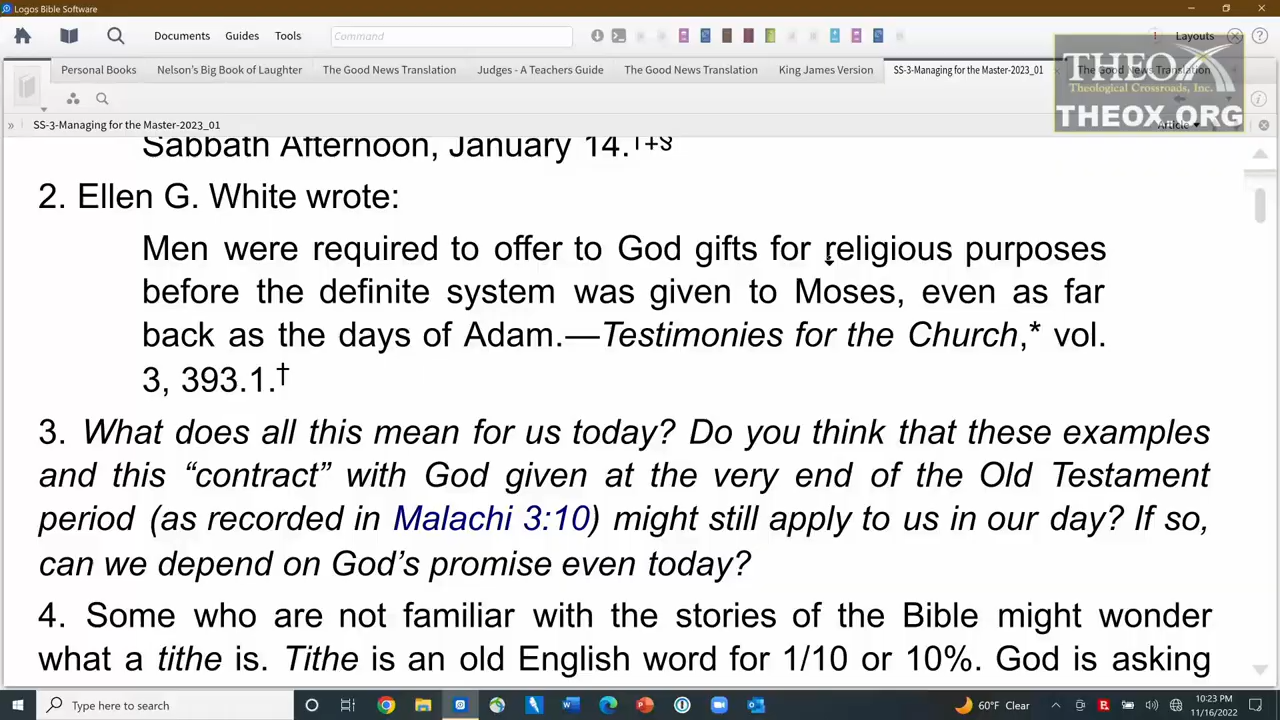 Logos Bible Software
Documents Guides Tools Command Layouts
THEOX
Theological Crossroads, Inc.
THEOX.ORG
Personal Books Nelson's Big Book of Laughter The Good Judges - A Teachers Guide The Good News Translation King James Version SS-3-Managing for the Master-2023_01 The Good News Translation
SS-3-Managing for the Master-2023_01 Article
Sabbath Afternoon, January 14.†+§
2. Ellen G. White wrote:
Men were required to offer to God gifts for religious purposes
before the definite system was given to Moses, even as far
back as the days of Adam.—Testimonies for the Church,* vol.
3, 393.1.†
3. What does all this mean for us today? Do you think that these examples
and this “contract” with God given at the very end of the Old Testament
period (as recorded in Malachi 3:10) might still apply to us in our day? If so,
can we depend on God’s promise even today?
4. Some who are not familiar with the stories of the Bible might wonder
what a tithe is. Tithe is an old English word for 1/10 or 10%. God is asking
Type here to search
60°F Clear
10:23 PM
11/16/2022